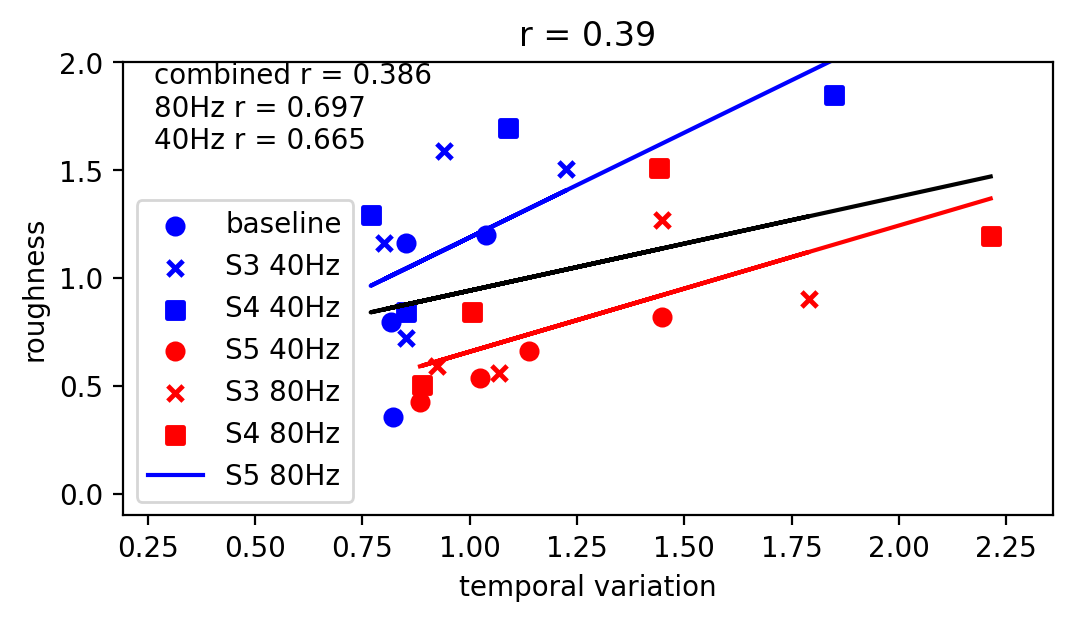 r = 0.39
combined r = 0.386
80Hz r = 0.697
40Hz r = 0.665
baseline
S3 40Hz
S4 40Hz
S5 40Hz
S3 80Hz
S4 80Hz
S5 80Hz
2.0
1.5
1.0
0.5
0.0
roughness
0.25 0.50 0.75 1.00 1.25 1.50 1.75 2.00 2.25
temporal variation